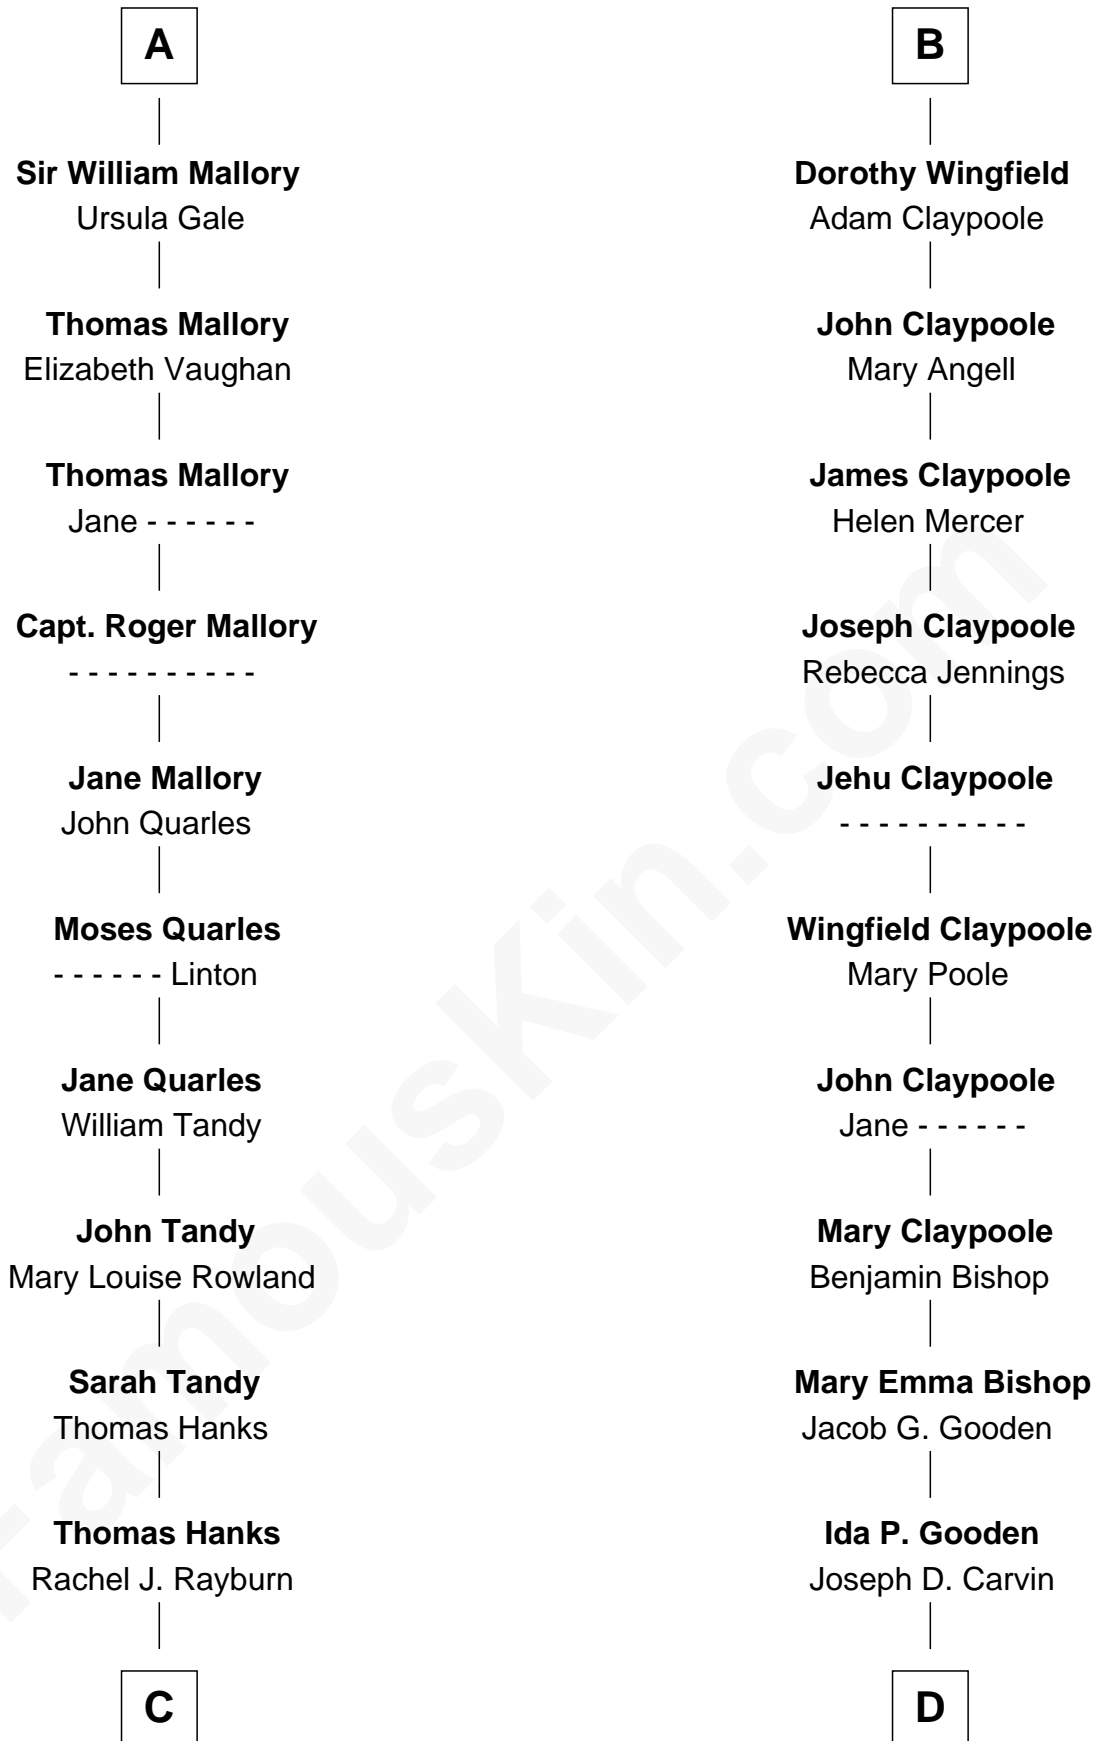 A
Sir William Mallory
Ursula Gale
Thomas Mallory
Elizabeth Vaughan
Thomas Mallory
Jane - - - - - -
Capt. Roger Mallory
- - - - - - - - - -
Jane Mallory
John Quarles
Moses Quarles
- - - - - - Linton
Jane Quarles
William Tandy
John Tandy
Mary Louise Rowland
Sarah Tandy
Thomas Hanks
Thomas Hanks
Rachel J. Rayburn
C
B
Dorothy Wingfield
Adam Claypoole
John Claypoole
Mary Angell
James Claypoole
Helen Mercer
Joseph Claypoole
Rebecca Jennings
Jehu Claypoole
- - - - - - - - - -
Wingfield Claypoole
Mary Poole
John Claypoole
Jane - - - - - -
Mary Claypoole
Benjamin Bishop
Mary Emma Bishop
Jacob G. Gooden
Ida P. Gooden
Joseph D. Carvin
D
FamousKin.com